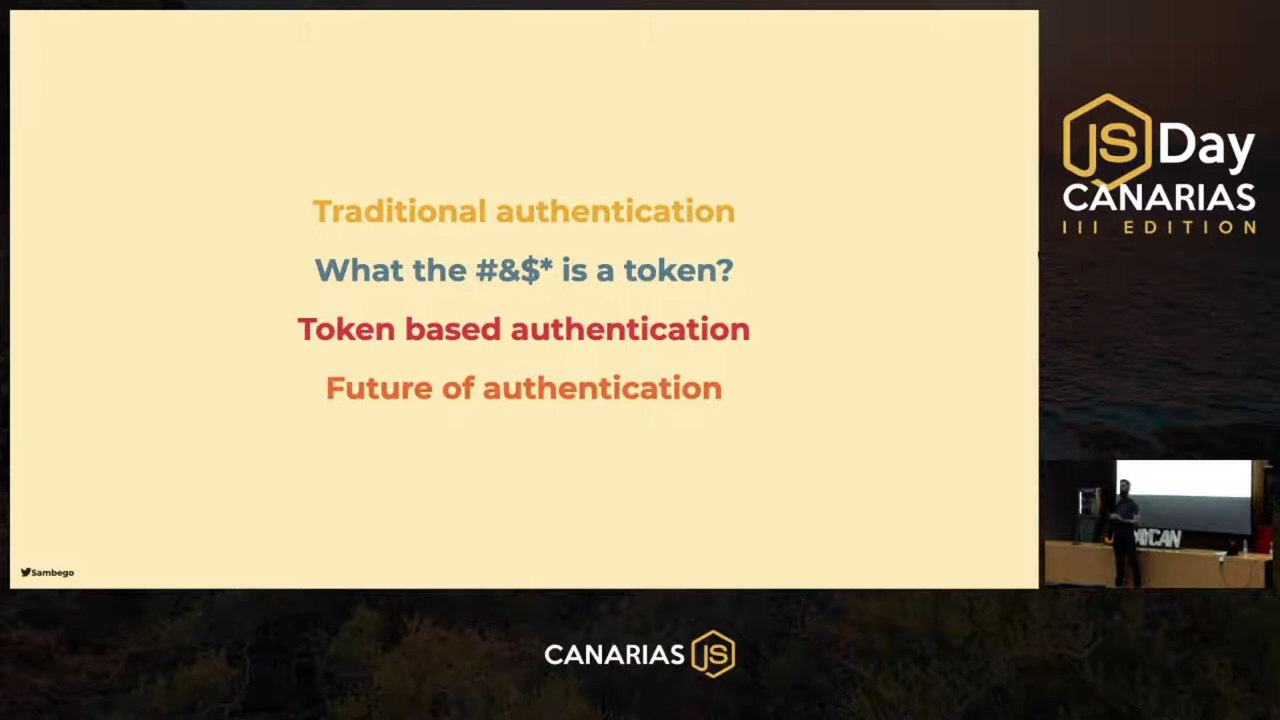 Traditional authentication
What the #&$* is a token?
Token based authentication
Future of authentication
Sambego
JS Day
CANARIAS
III EDITION
CANARIAS JS